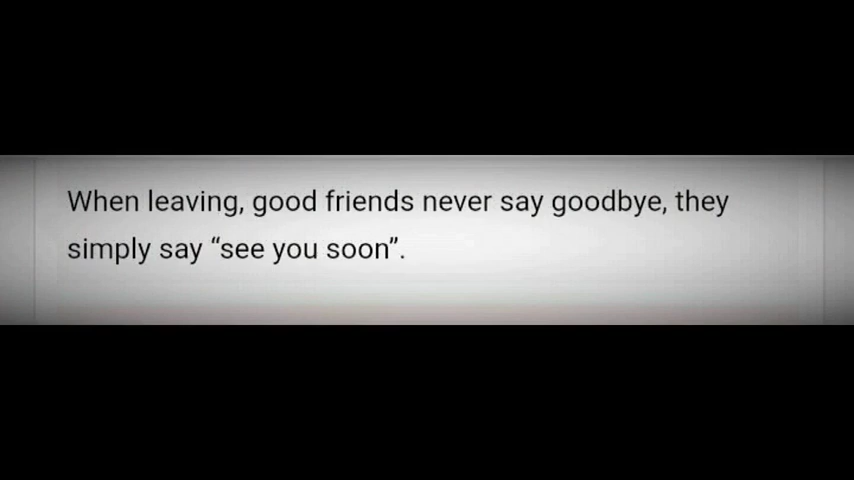 When leaving, good friends never say goodbye, they
simply say “see you soon”.